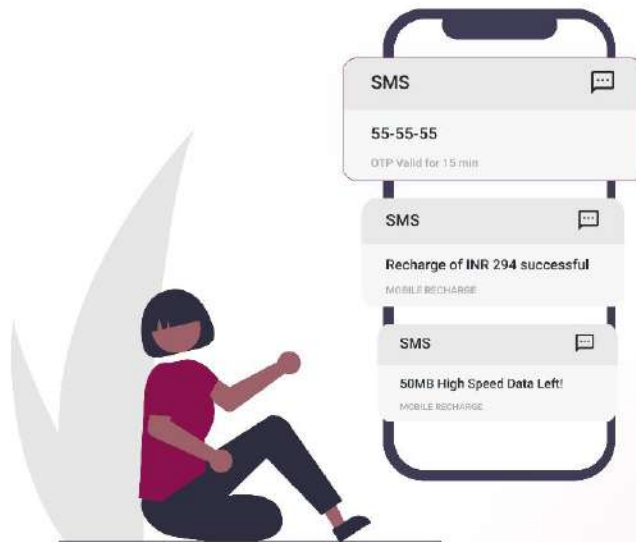 SMS
55-55-55
OTP Valid for 15 min
SMS
Recharge of INR 294 successful
MOBILE RECHARGE
SMS
50MB High Speed Data Left!
MOBILE RECHARGE